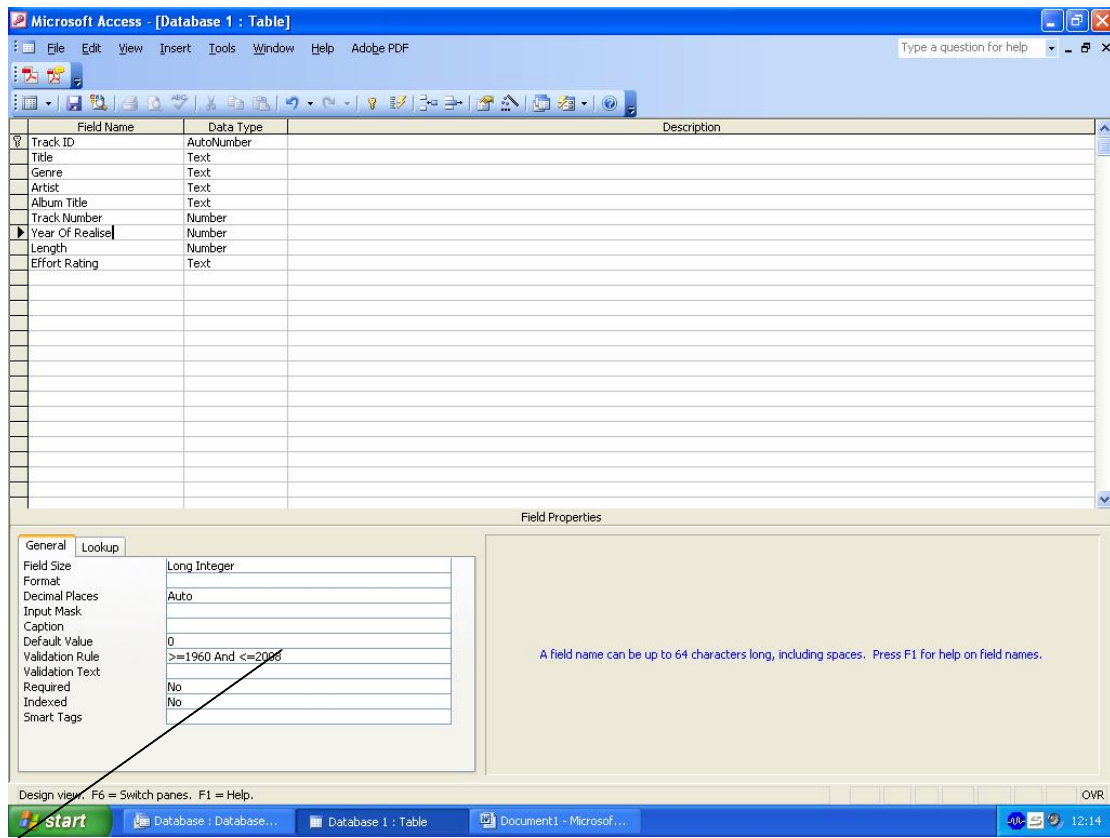 Microsoft Access - [Database 1 : Table]
File Edit View Insert Tools Window Help Adobe PDF Type a question for help
Field Name Data Type Description
Track ID AutoNumber
Title Text
Genre Text
Artist Text
Album Title Text
Track Number Number
Year Of Realise Number
Length Number
Effort Rating Text
Field Properties
General Lookup
Field Size Long Integer
Format
Decimal Places Auto
Input Mask
Caption
Default Value 0
Validation Rule >=1960 And <=2008
Validation Text
Required No
Indexed No
Smart Tags
A field name can be up to 64 characters long, including spaces. Press F1 for help on field names.
Design view. F6 = Switch panes. F1 = Help. OVR
start Database : Database... Database 1 : Table Document1 - Microsof... 12:14